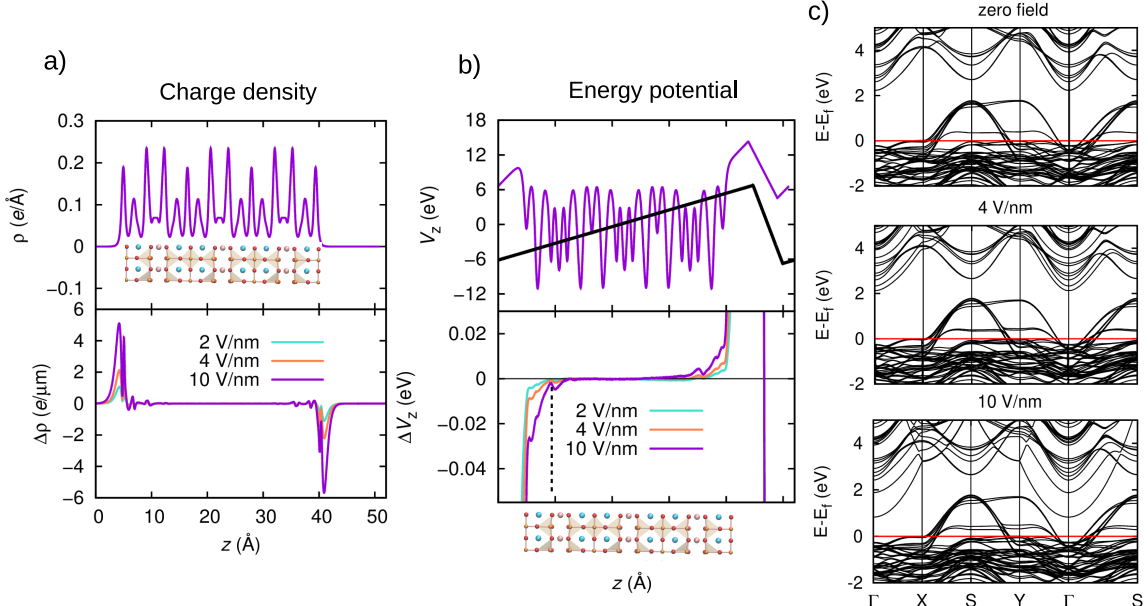 a)
Charge density
0.3
0.2
0.1
0
−0.1
ρ (e/Å)
6
4
2
0
−2
−4
6
Δρ (e/μm)
2 V/nm
4 V/nm
10 V/nm
0 10 20 30 40 50
z (Å)
b)
Energy potential
18
12
6
0
−6
−12
V_z (eV)
0.02
0
−0.02
−0.04
Δ V_z (eV)
2 V/nm
4 V/nm
10 V/nm
z (Å)
c)
zero field
4
2
0
-2
E-E_f (eV)
4 V/nm
4
2
0
-2
E-E_f (eV)
10 V/nm
4
2
0
-2
E-E_f (eV)
Γ X S Y Γ S